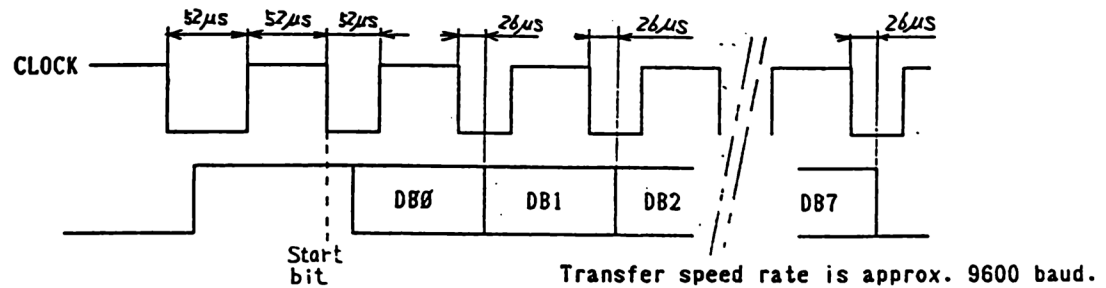 52µs 52µs 52µs 26µs 26µs 26µs
CLOCK
DB0 DB1 DB2 DB7
Start
bit
Transfer speed rate is approx. 9600 baud.